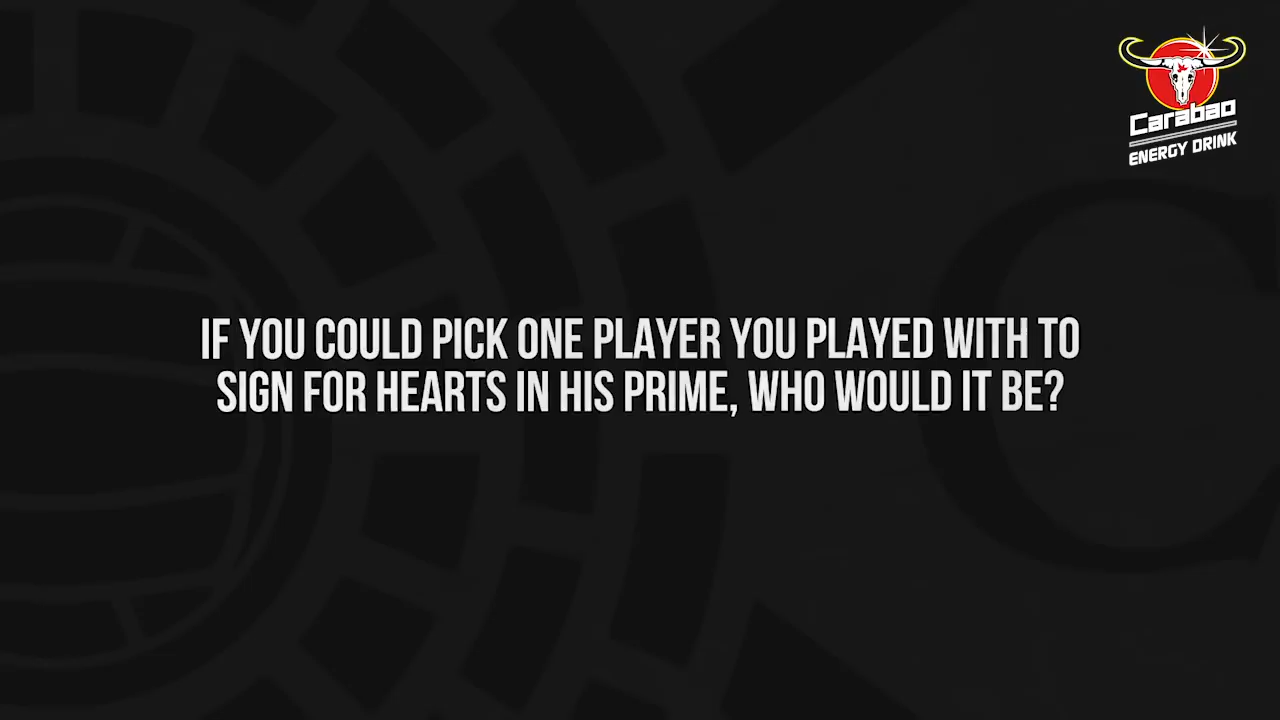 Carabao
ENERGY DRINK
IF YOU COULD PICK ONE PLAYER YOU PLAYED WITH TO
SIGN FOR HEARTS IN HIS PRIME, WHO WOULD IT BE?